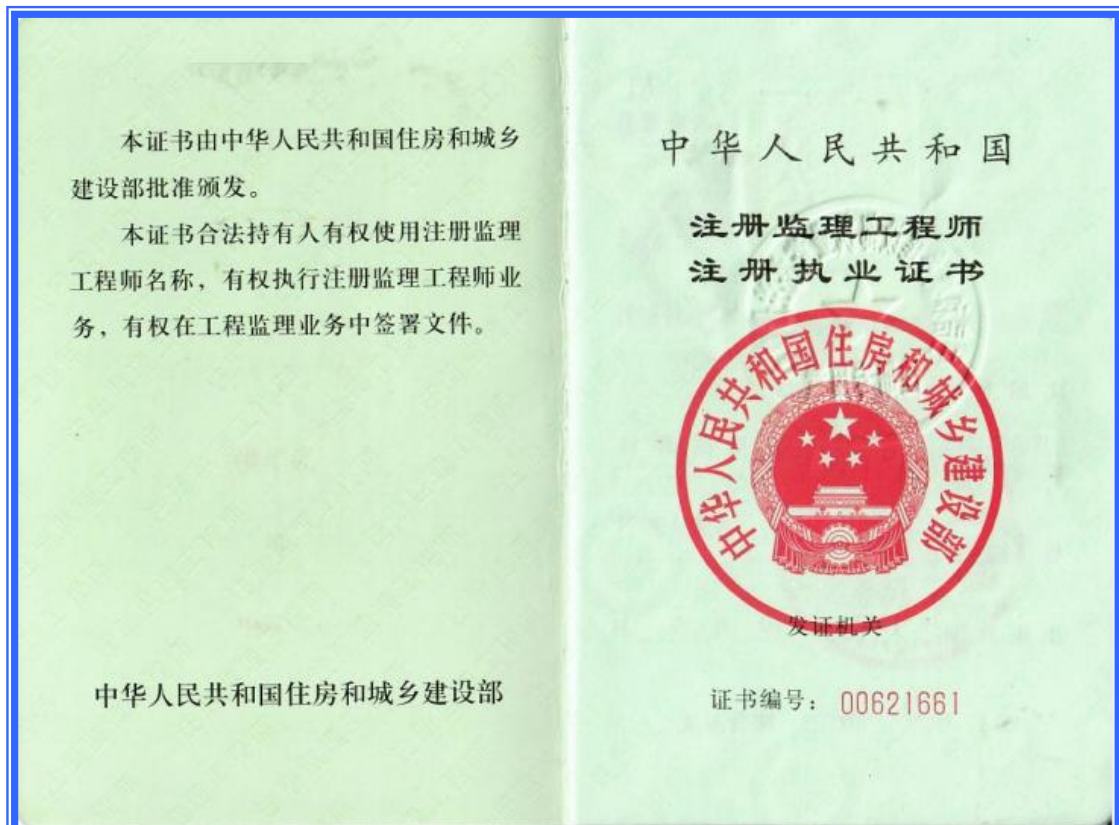 本证书由中华人民共和国住房和城乡
建设部批准颁发。
本证书合法持有人有权使用注册监理
工程师名称，有权执行注册监理工程师业
务，有权在工程监理业务中签署文件。
中华人民共和国住房和城乡建设部
中华人民共和国
注册监理工程师
注册执业证书
中华人民共和国住房和城乡建设部
发证机关
证书编号：00621661